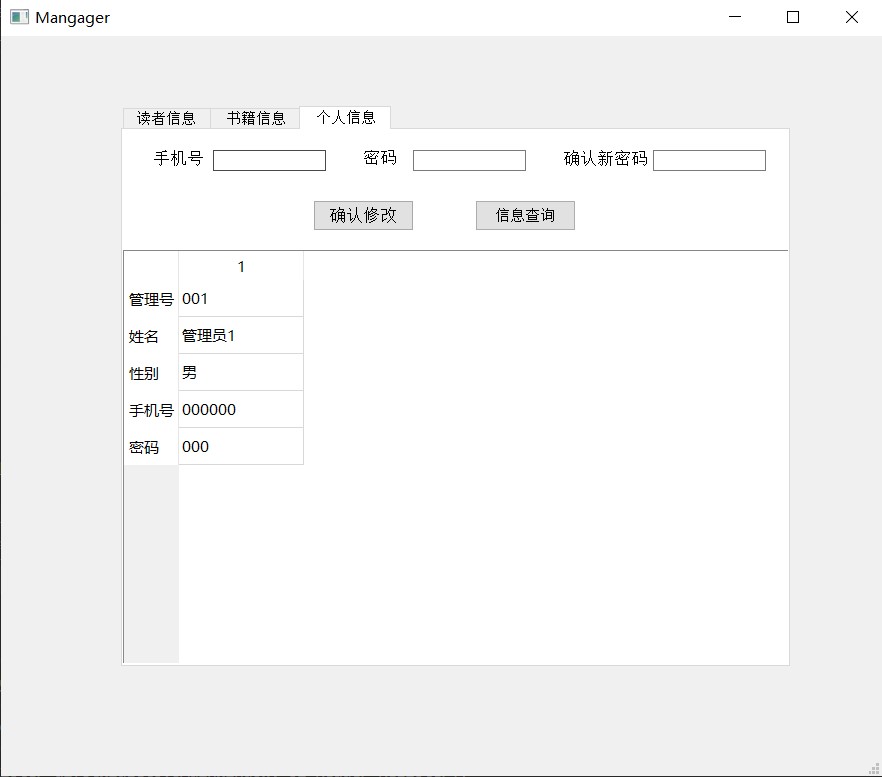 Mangager
读者信息 书籍信息 个人信息
手机号 密码 确认新密码
确认修改 信息查询
1
管理号 001
姓名 管理员1
性别 男
手机号 000000
密码 000